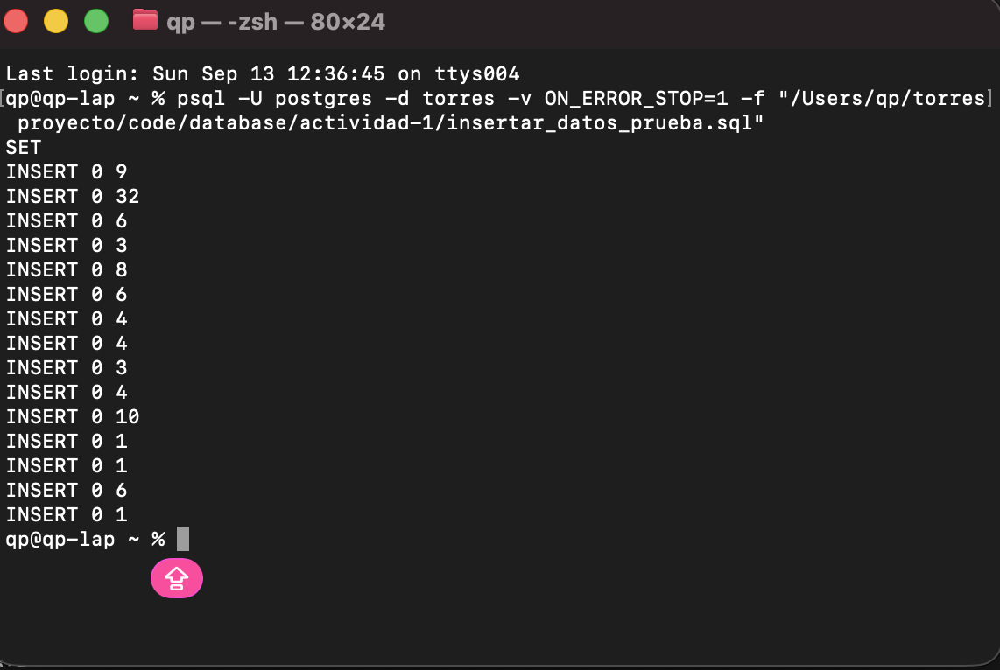 qp — -zsh — 80×24
Last login: Sun Sep 13 12:36:45 on ttys004
[qp@qp-lap ~ % psql -U postgres -d torres -v ON_ERROR_STOP=1 -f "/Users/qp/torres]
 proyecto/code/database/actividad-1/insertar_datos_prueba.sql"
SET
INSERT 0 9
INSERT 0 32
INSERT 0 6
INSERT 0 3
INSERT 0 8
INSERT 0 6
INSERT 0 4
INSERT 0 4
INSERT 0 3
INSERT 0 4
INSERT 0 10
INSERT 0 1
INSERT 0 1
INSERT 0 6
INSERT 0 1
qp@qp-lap ~ %